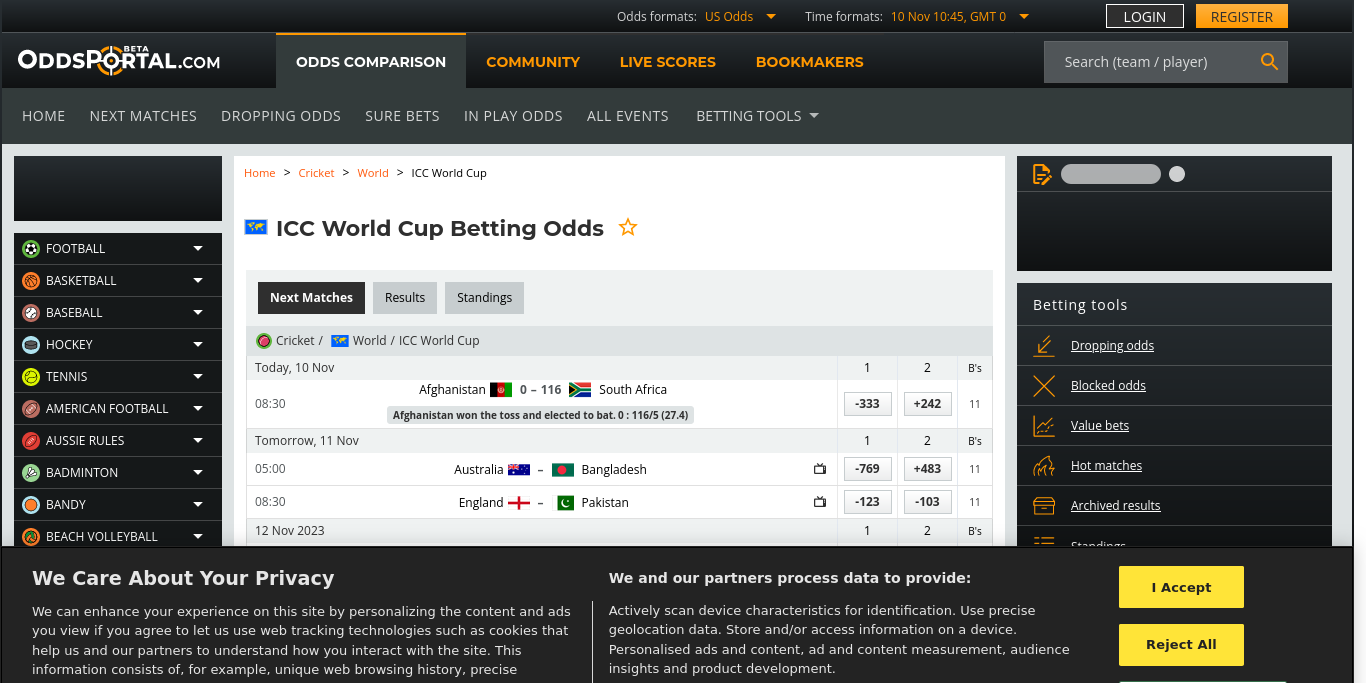 Odds formats: US Odds Time formats: 10 Nov 10:45, GMT 0 LOGIN REGISTER
ODDSPORTAL.COM BETA
ODDS COMPARISON COMMUNITY LIVE SCORES BOOKMAKERS Search (team / player)
HOME NEXT MATCHES DROPPING ODDS SURE BETS IN PLAY ODDS ALL EVENTS BETTING TOOLS
FOOTBALL
BASKETBALL
BASEBALL
HOCKEY
TENNIS
AMERICAN FOOTBALL
AUSSIE RULES
BADMINTON
BANDY
BEACH VOLLEYBALL
Home > Cricket > World > ICC World Cup
ICC World Cup Betting Odds
Next Matches Results Standings
Cricket / World / ICC World Cup
Today, 10 Nov 1 2 B's
Afghanistan 0 – 116 South Africa
08:30 -333 +242 11
Afghanistan won the toss and elected to bat. 0 : 116/5 (27.4)
Tomorrow, 11 Nov 1 2 B's
05:00 Australia – Bangladesh -769 +483 11
08:30 England – Pakistan -123 -103 11
12 Nov 2023 1 2 B's
Betting tools
Dropping odds
Blocked odds
Value bets
Hot matches
Archived results
Standings
We Care About Your Privacy
We can enhance your experience on this site by personalizing the content and ads
you view if you agree to let us use web tracking technologies such as cookies that
help us and our partners to understand how you interact with the site. This
information consists of, for example, unique web browsing history, precise
We and our partners process data to provide:
Actively scan device characteristics for identification. Use precise
geolocation data. Store and/or access information on a device.
Personalised ads and content, ad and content measurement, audience
insights and product development.
I Accept
Reject All